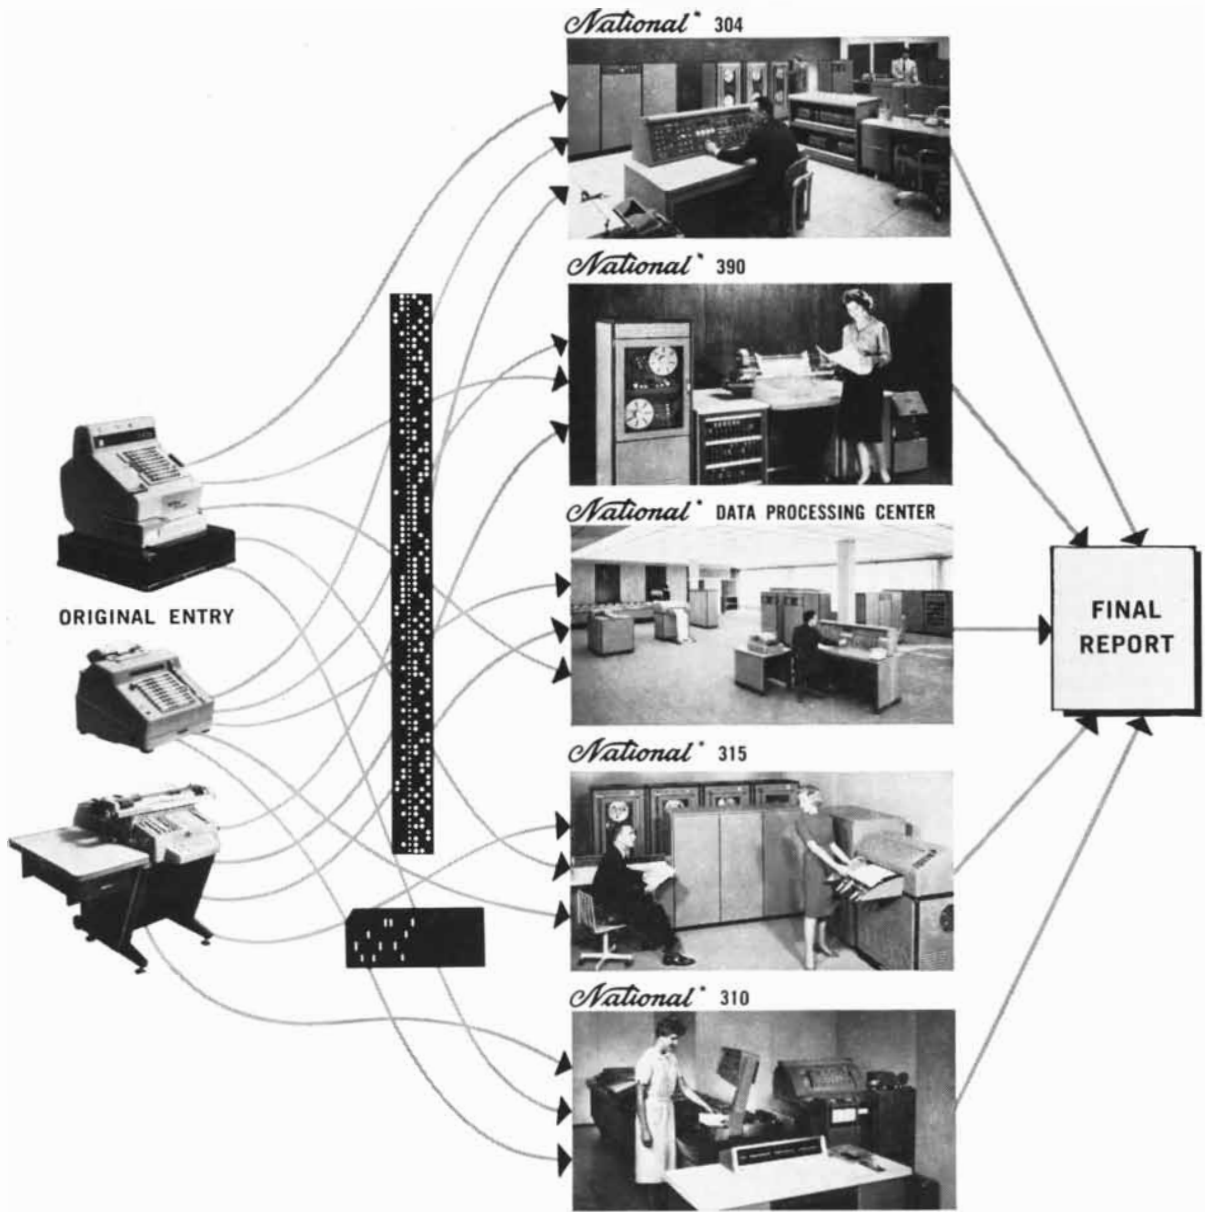 National* 304
National* 390
National* DATA PROCESSING CENTER
ORIGINAL ENTRY
FINAL
REPORT
National* 315
National* 310